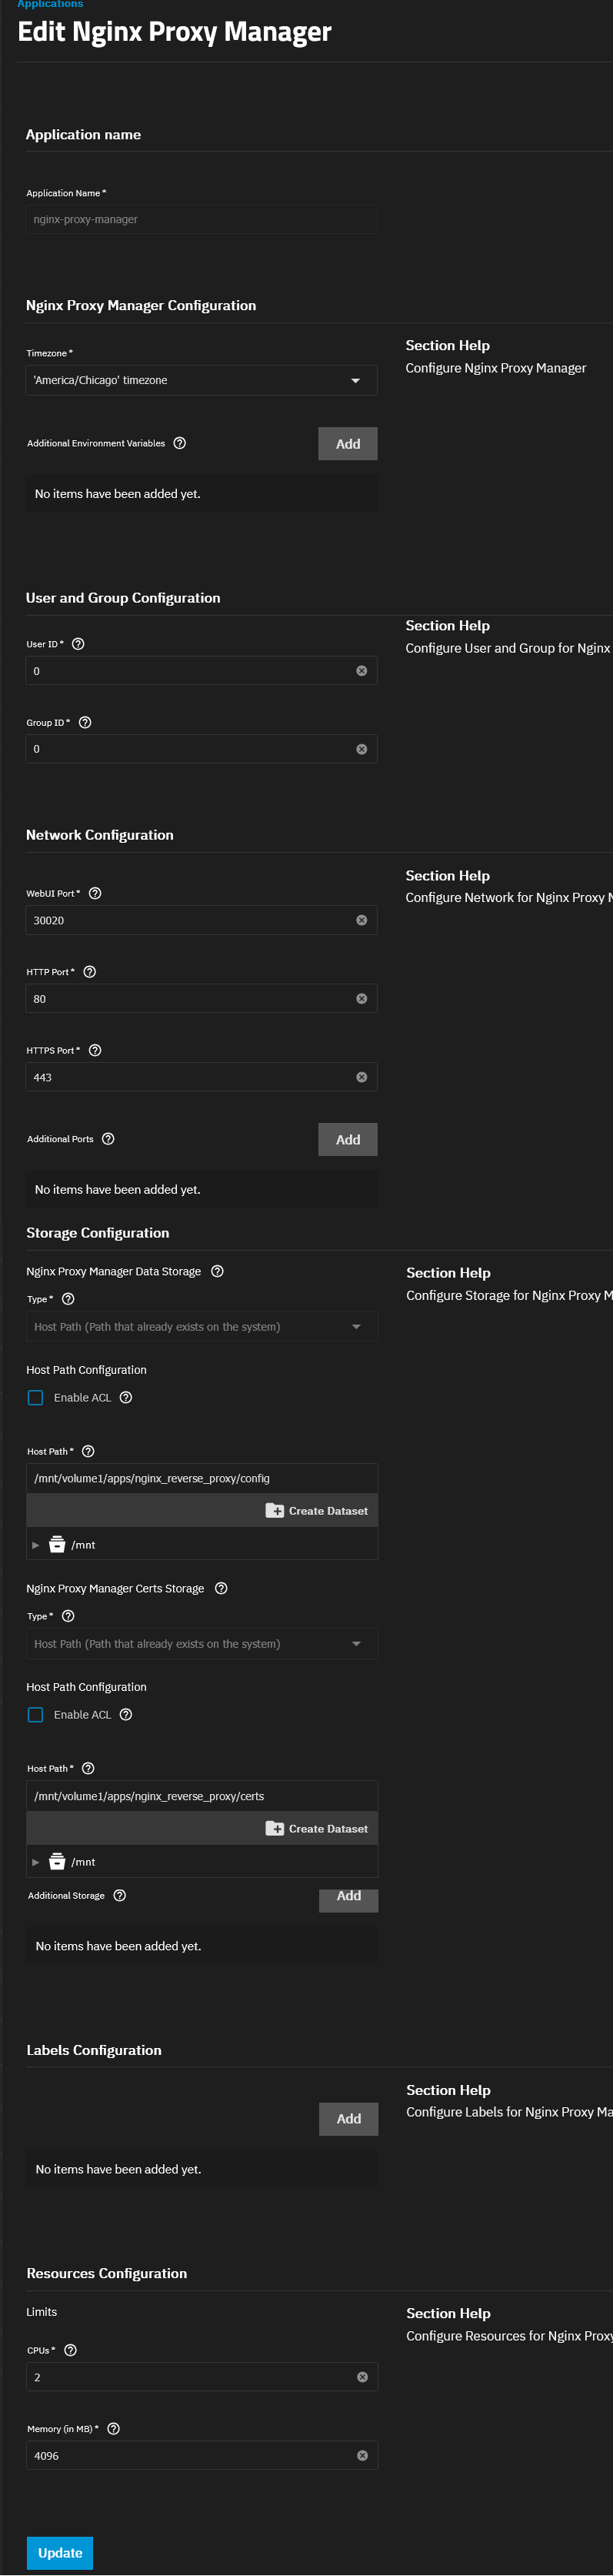 Applications
Edit Nginx Proxy Manager
Application name
Application Name *
nginx-proxy-manager
Nginx Proxy Manager Configuration
Section Help
Configure Nginx Proxy Manager
Timezone *
'America/Chicago' timezone
Additional Environment Variables
Add
No items have been added yet.
User and Group Configuration
Section Help
Configure User and Group for Nginx
User ID *
0
Group ID *
0
Network Configuration
Section Help
Configure Network for Nginx Proxy M
WebUI Port *
30020
HTTP Port *
80
HTTPS Port *
443
Additional Ports
Add
No items have been added yet.
Storage Configuration
Section Help
Configure Storage for Nginx Proxy M
Nginx Proxy Manager Data Storage
Type *
Host Path (Path that already exists on the system)
Host Path Configuration
Enable ACL
Host Path *
/mnt/volume1/apps/nginx_reverse_proxy/config
Create Dataset
/mnt
Nginx Proxy Manager Certs Storage
Type *
Host Path (Path that already exists on the system)
Host Path Configuration
Enable ACL
Host Path *
/mnt/volume1/apps/nginx_reverse_proxy/certs
Create Dataset
/mnt
Additional Storage
Add
No items have been added yet.
Labels Configuration
Section Help
Configure Labels for Nginx Proxy Ma
Add
No items have been added yet.
Resources Configuration
Section Help
Configure Resources for Nginx Proxy
Limits
CPUs *
2
Memory (in MB) *
4096
Update